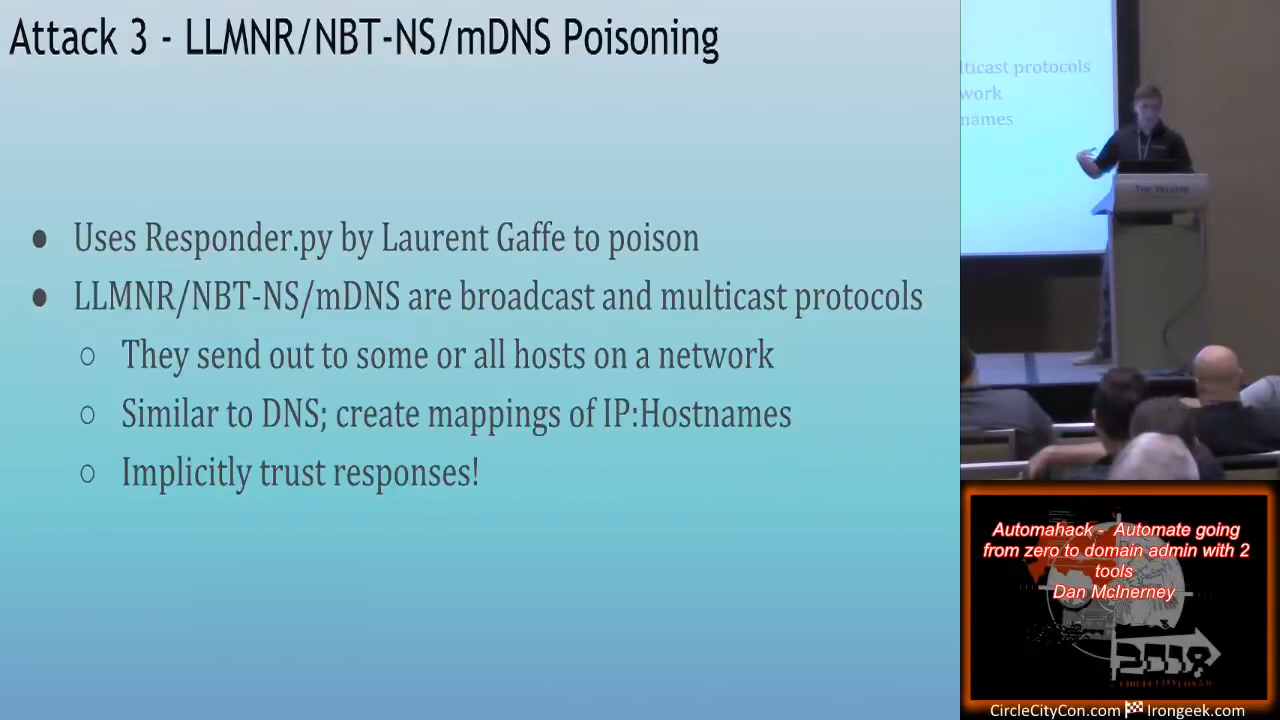 Attack 3 - LLMNR/NBT-NS/mDNS Poisoning
● Uses Responder.py by Laurent Gaffe to poison
● LLMNR/NBT-NS/mDNS are broadcast and multicast protocols
○ They send out to some or all hosts on a network
○ Similar to DNS; create mappings of IP:Hostnames
○ Implicitly trust responses!
lticast protocols
work
names
THE WESTIN
Automahack - Automate going
from zero to domain admin with 2
tools
Dan McInerney
2018
CircleCityCon.com Irongeek.com